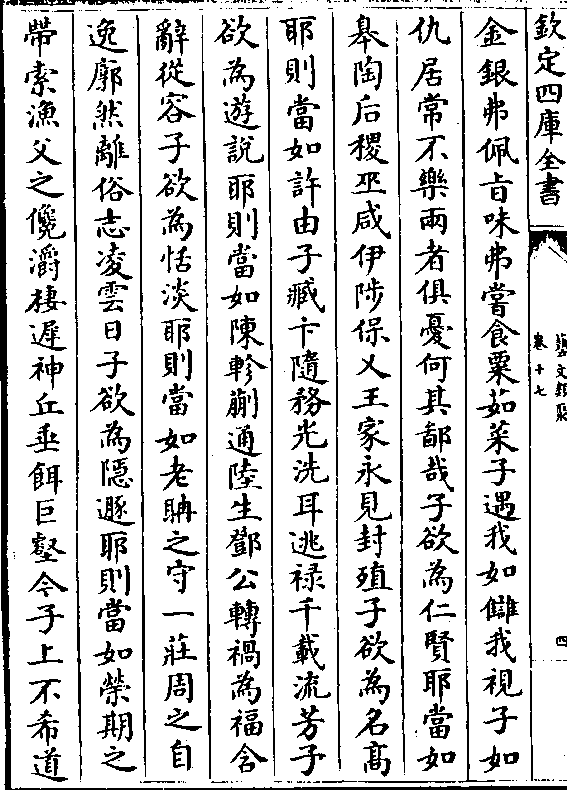 欽定四庫全書
藝文類聚
卷十七
四
金銀弗佩㫖味弗嘗食粟茹菜子遇我如讎我視子如
仇居常不樂兩者俱憂何其鄙哉子欲為仁賢耶當如
臯陶后稷巫咸伊陟保乂王家永見封殖子欲為名髙
耶則當如許由子臧卞隨務光洗耳逃禄千載流芳子
欲為遊說耶則當如陳軫蒯通陸生鄧公轉禍為福含
辭從容子欲為恬淡耶則當如老聃之守一莊周之自
逸廓然離俗志凌雲日子欲為隠遯耶則當如榮期之
帶索漁父之儳灂棲遲神丘垂餌巨壑令子上不希道